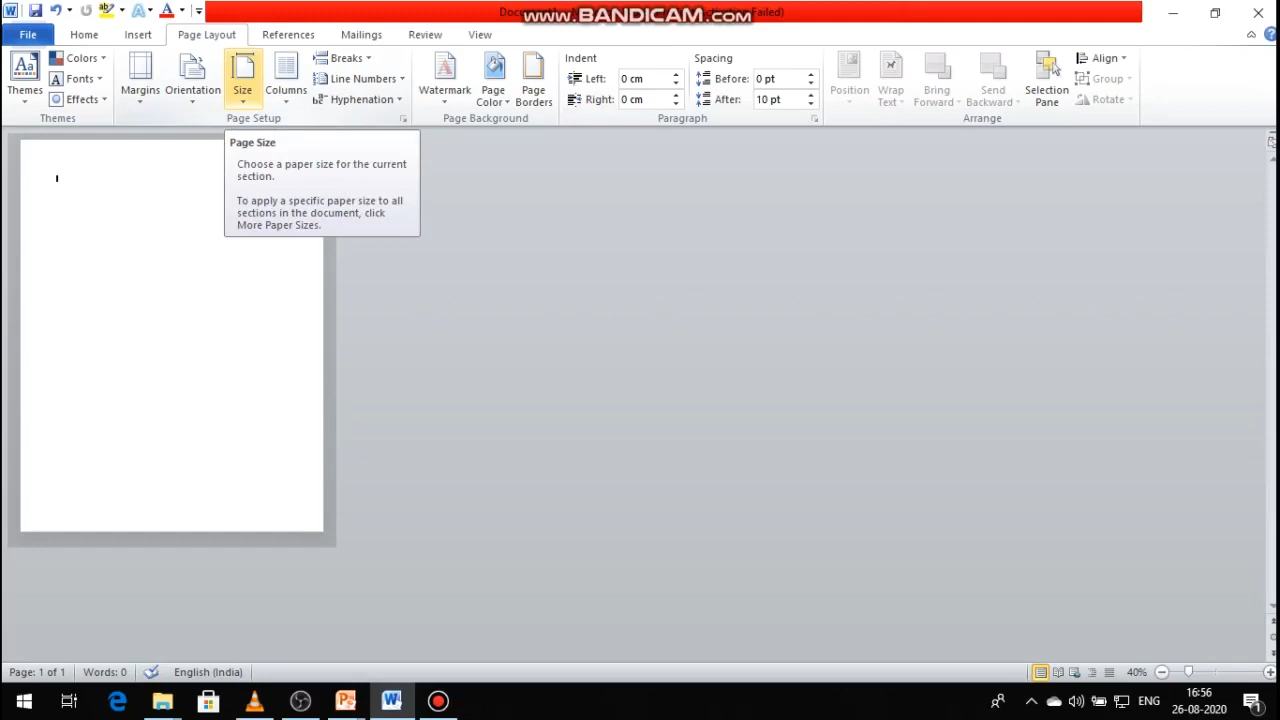 www.BANDICAM.com
File Home Insert Page Layout References Mailings Review View
Themes
Colors
Fonts
Effects
Themes
Margins Orientation Size Columns
Breaks
Line Numbers
Hyphenation
Page Setup
Watermark Page Color Page Borders
Page Background
Indent
Left: 0 cm
Right: 0 cm
Spacing
Before: 0 pt
After: 10 pt
Paragraph
Position Wrap Text Bring Forward Send Backward Selection Pane
Align
Group
Rotate
Arrange
Page Size
Choose a paper size for the current
section.
To apply a specific paper size to all
sections in the document, click
More Paper Sizes.
Page: 1 of 1 Words: 0 English (India) 40%
ENG
16:56
26-08-2020
1